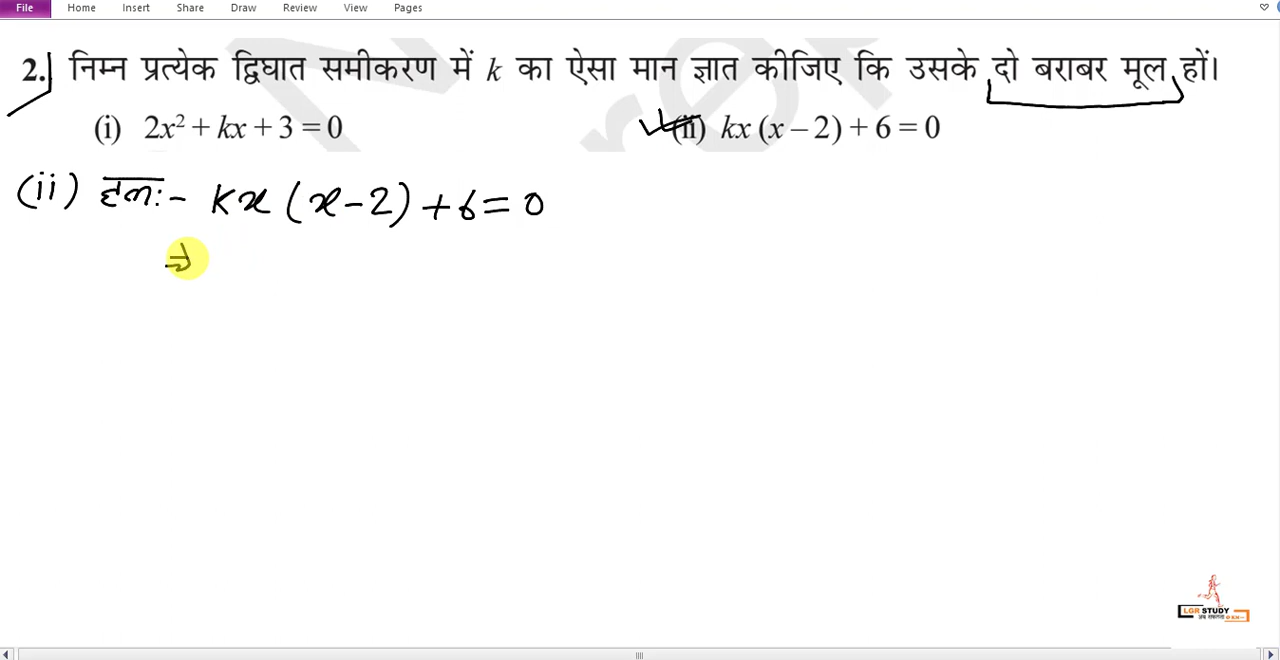 File Home Insert Share Draw Review View Pages
2. निम्न प्रत्येक द्विघात समीकरण में k का ऐसा मान ज्ञात कीजिए कि उसके दो बराबर मूल हों।
(i) 2x² + kx + 3 = 0 (ii) kx (x – 2) + 6 = 0
(ii) हलः- kx (x-2) + 6 = 0
⇒
LGR STUDY